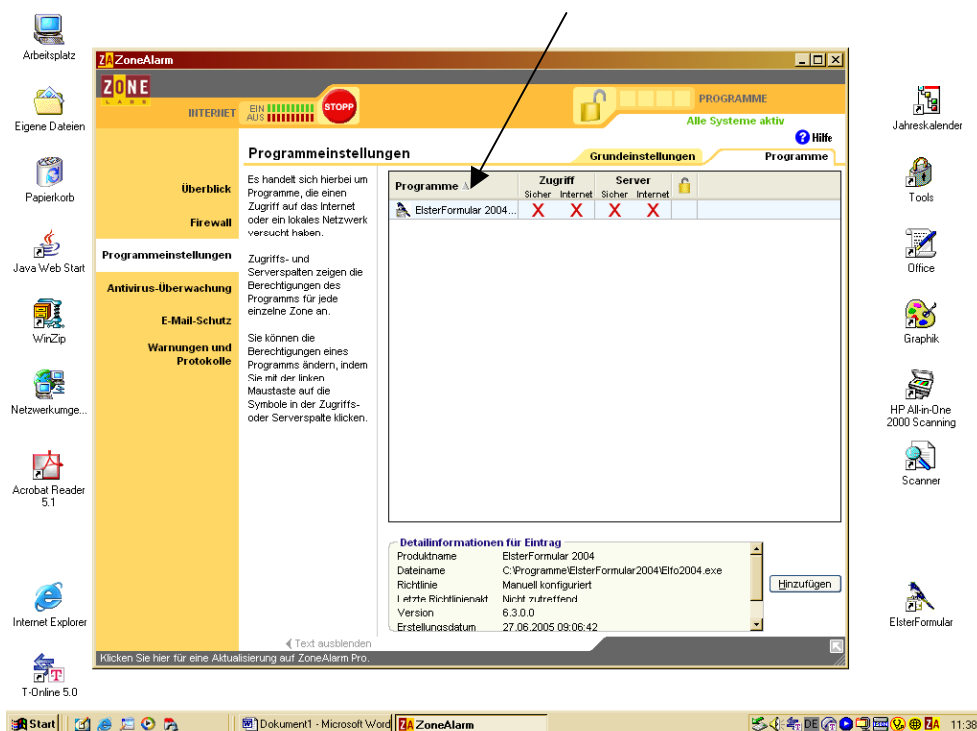 Arbeitsplatz
Eigene Dateien
Papierkorb
Java Web Start
WinZip
Netzwerkumge...
Acrobat Reader
5.1
Internet Explorer
T-Online 5.0
ZA ZoneAlarm
ZONE
LABS
INTERNET
EIN
AUS
STOPP
PROGRAMME
Alle Systeme aktiv
? Hilfe
Programmeinstellungen
Grundeinstellungen
Programme
Überblick
Firewall
Programmeinstellungen
Antivirus-Überwachung
E-Mail-Schutz
Warnungen und
Protokolle
Es handelt sich hierbei um
Programme, die einen
Zugriff auf das Internet
oder ein lokales Netzwerk
versucht haben.
Zugriffs- und
Serverspalten zeigen die
Berechtigungen des
Programms für jede
einzelne Zone an.
Sie können die
Berechtigungen eines
Programms ändern, indem
Sie mit der linken
Maustaste auf die
Symbole in der Zugriffs-
oder Serverspalte klicken.
Text ausblenden
Programme Zugriff Server
Sicher Internet Sicher Internet
ElsterFormular 2004... X X X X
Detailinformationen für Eintrag
Produktname ElsterFormular 2004
Dateiname C:\Programme\ElsterFormular2004\Elfo2004.exe
Richtlinie Manuell konfiguriert
Letzte Richtlinienakt Nicht zutreffend
Version 6.3.0.0
Erstellungsdatum 27.06.2005 09:06:42
Hinzufügen
Klicken Sie hier für eine Aktualisierung auf ZoneAlarm Pro.
Jahreskalender
Tools
Office
Graphik
HP All-in-One
2000 Scanning
Scanner
ElsterFormular
Start
Dokument1 - Microsoft Word
ZA ZoneAlarm
DE
ZA
11:38